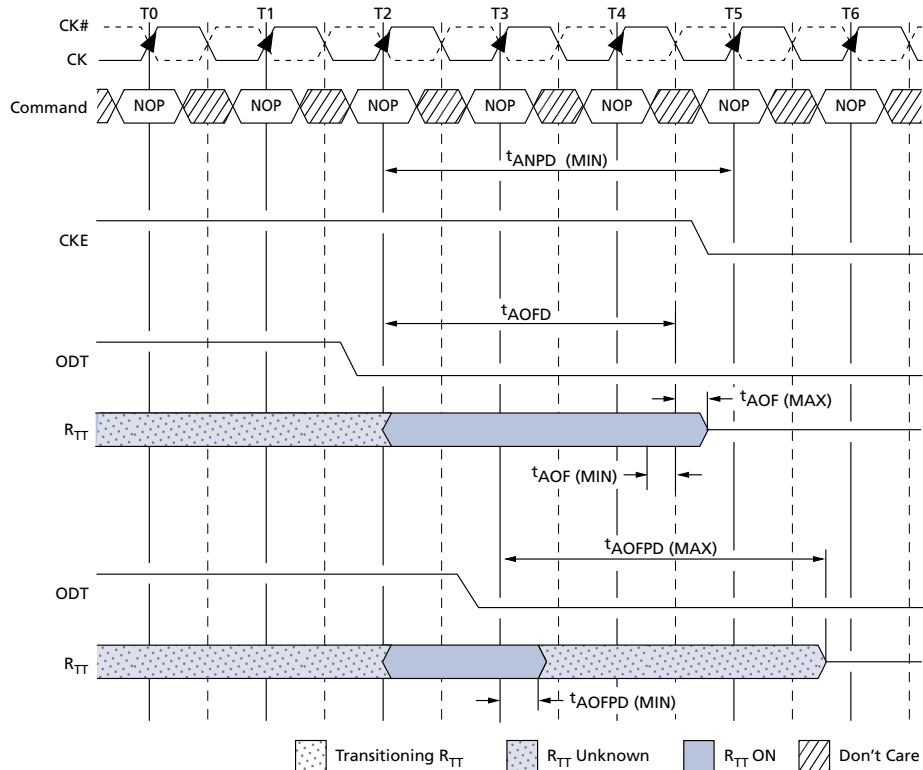 T0 T1 T2 T3 T4 T5 T6
CK#
CK
Command NOP NOP NOP NOP NOP NOP NOP
tANPD (MIN)
CKE
tAOFD
ODT
tAOF (MAX)
RTT
tAOF (MIN)
tAOFPD (MAX)
ODT
RTT
tAOFPD (MIN)
Transitioning RTT RTT Unknown RTT ON Don't Care